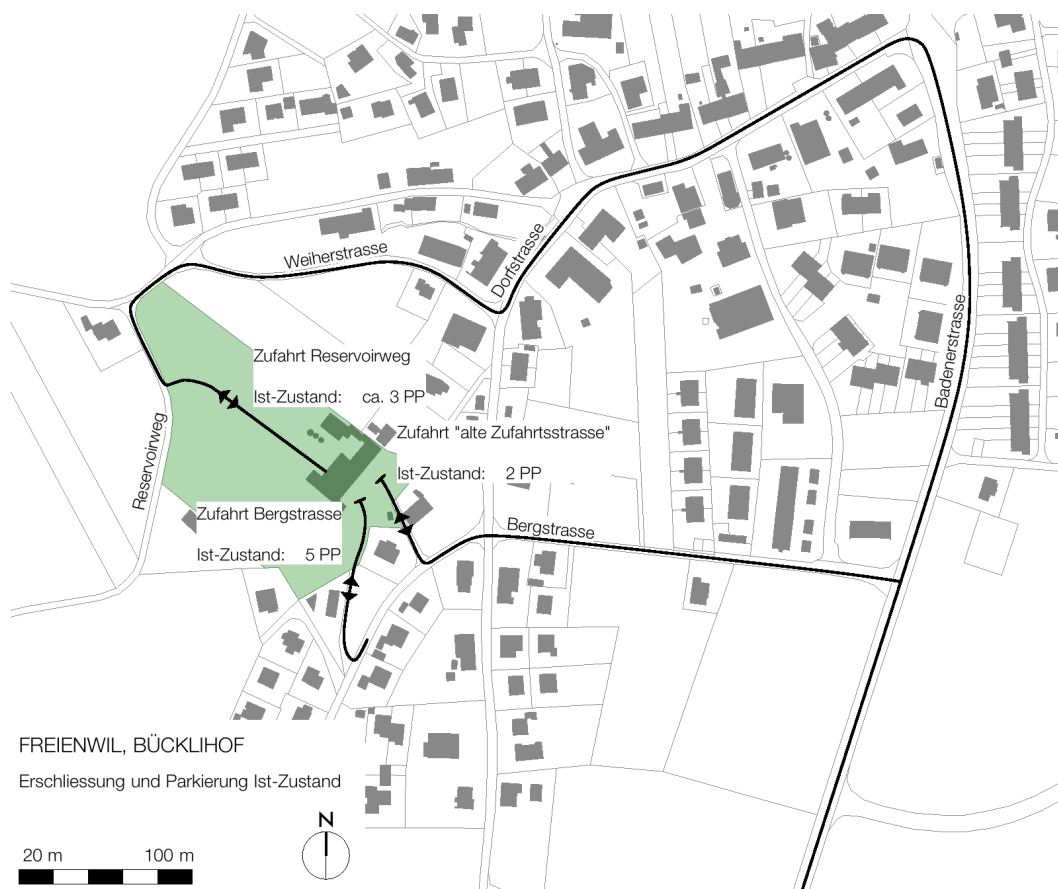 Weiherstrasse
Dorfstrasse
Badenerstrasse
Zufahrt Reservoirweg
Ist-Zustand: ca. 3 PP
Reservoirweg
Zufahrt "alte Zufahrtsstrasse"
Ist-Zustand: 2 PP
Zufahrt Bergstrasse
Ist-Zustand: 5 PP
Bergstrasse
FREIENWIL, BÜCKLIHOF
Erschliessung und Parkierung Ist-Zustand
N
20 m 100 m